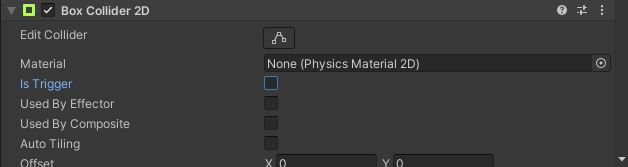 Box Collider 2D
Edit Collider
Material None (Physics Material 2D)
Is Trigger
Used By Effector
Used By Composite
Auto Tiling
Offset X 0 Y 0